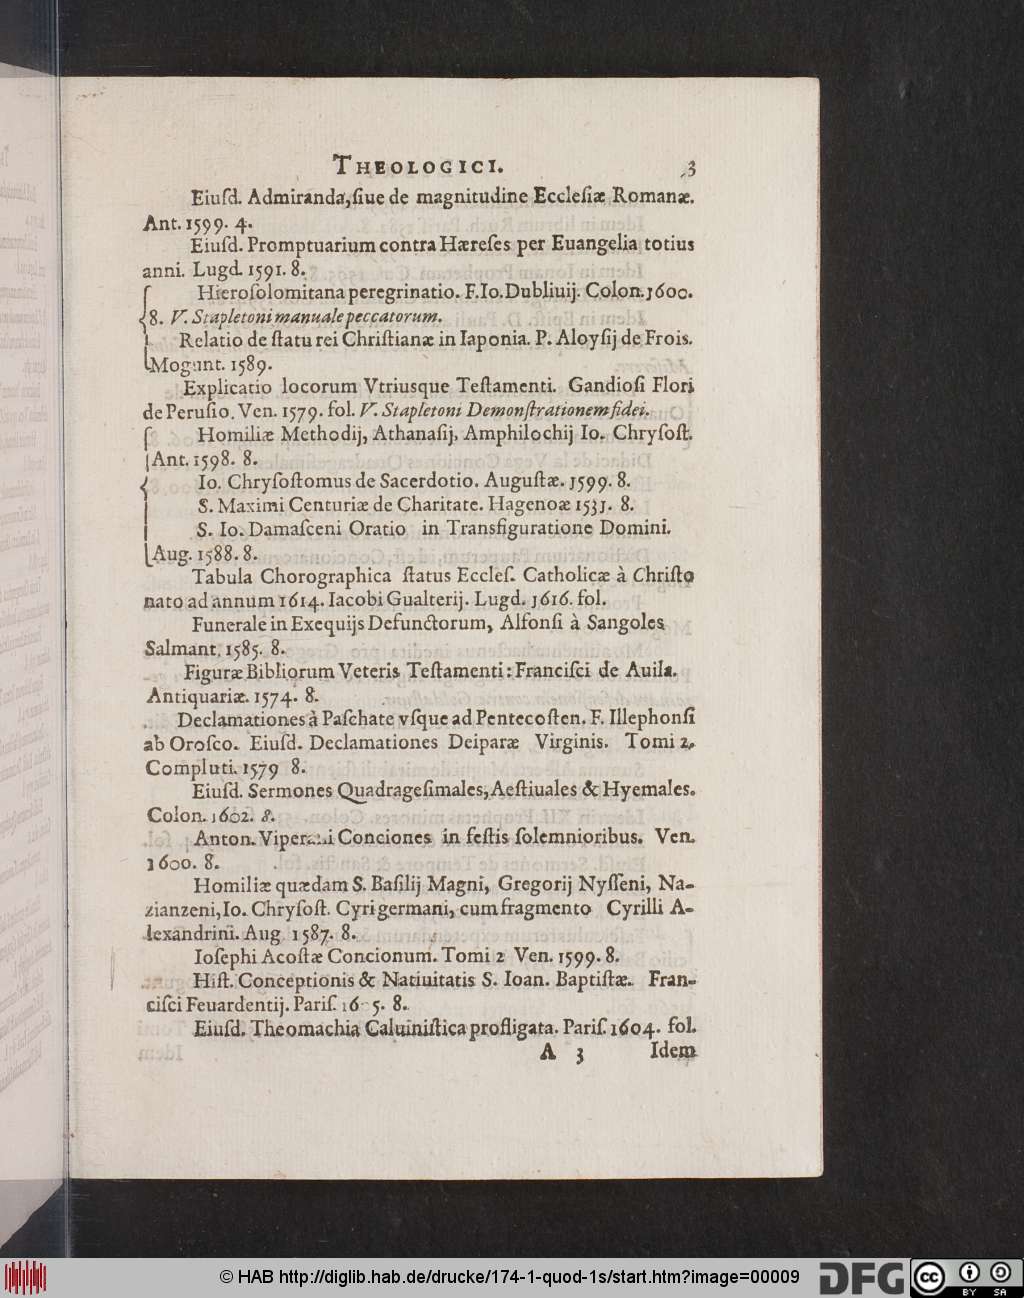 THEOLOGICI. 3
Eiuſd. Admiranda, ſiue de magnitudine Eccleſiæ Romanæ.
Ant. 1599. 4.
Eiuſd. Promptuarium contra Hæreſes per Euangelia totius
anni. Lugd. 1591. 8.
Hieroſolomitana peregrinatio. F. Io. Dubliuij. Colon. 1600.
8. V. Stapletoni manuale peccatorum.
Relatio de ſtatu rei Chriſtianæ in Iaponia. P. Aloyſij de Frois.
Mogunt. 1589.
Explicatio locorum Vtriusque Teſtamenti. Gandioſi Flori
de Peruſio. Ven. 1579. fol. V. Stapletoni Demonſtrationem fidei.
Homiliæ Methodij, Athanaſij, Amphilochij Io. Chryſoſt.
Ant. 1598. 8.
Io. Chryſoſtomus de Sacerdotio. Auguſtæ. 1599. 8.
S. Maximi Centuriæ de Charitate. Hagenoæ 1531. 8.
S. Io. Damaſceni Oratio in Transfiguratione Domini.
Aug. 1588. 8.
Tabula Chorographica ſtatus Eccleſ. Catholicæ à Chriſto
nato ad annum 1614. Iacobi Gualterij. Lugd. 1616. fol.
Funerale in Exequijs Defunctorum, Alfonſi à Sangoles
Salmant. 1585. 8.
Figuræ Bibliorum Veteris Teſtamenti: Franciſci de Auila.
Antiquariæ. 1574. 8.
Declamationes à Paſchate vſque ad Pentecoſten. F. Illephonſi
ab Oroſco. Eiuſd. Declamationes Deiparæ Virginis. Tomi 2.
Compluti. 1579 8.
Eiuſd. Sermones Quadrageſimales, Aeſtiuales & Hyemales.
Colon. 1602. 8.
Anton. Viperani Conciones in feſtis ſolemnioribus. Ven.
1600. 8.
Homiliæ quædam S. Baſilij Magni, Gregorij Nyſſeni, Na-
zianzeni, Io. Chryſoſt. Cyri germani, cum fragmento Cyrilli A-
lexandrini. Aug. 1587. 8.
Ioſephi Acoſtæ Concionum. Tomi 2 Ven. 1599. 8.
Hiſt. Conceptionis & Natiuitatis S. Ioan. Baptiſtæ. Fran-
ciſci Feuardentij. Pariſ. 8.
Eiuſd. Theomachia Caluiniſtica profligata. Pariſ. 1604. fol.
A 3 Idem
© HAB http://diglib.hab.de/drucke/174-1-quod-1s/start.htm?image=00009
DFG
cc BY SA